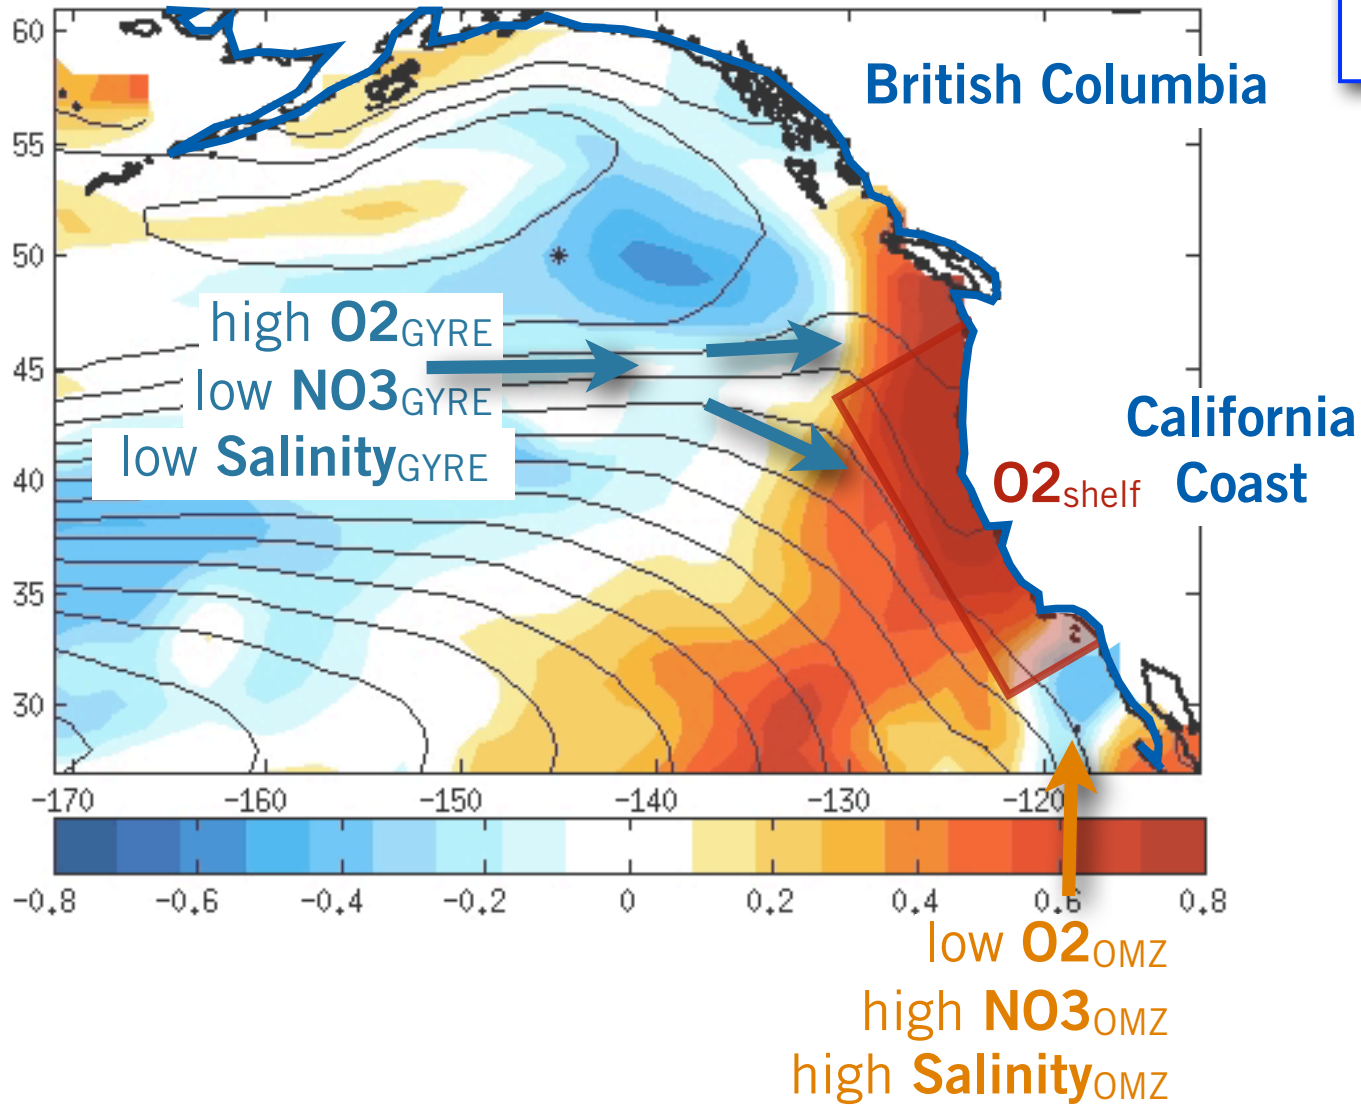 60
55
50
45
40
35
30
British Columbia
high O2GYRE
low NO3GYRE
low SalinityGYRE
California
Coast
O2shelf
-170 -160 -150 -140 -130 -120
-0.8 -0.6 -0.4 -0.2 0 0.2 0.4 0.6 0.8
low O2OMZ
high NO3OMZ
high SalinityOMZ